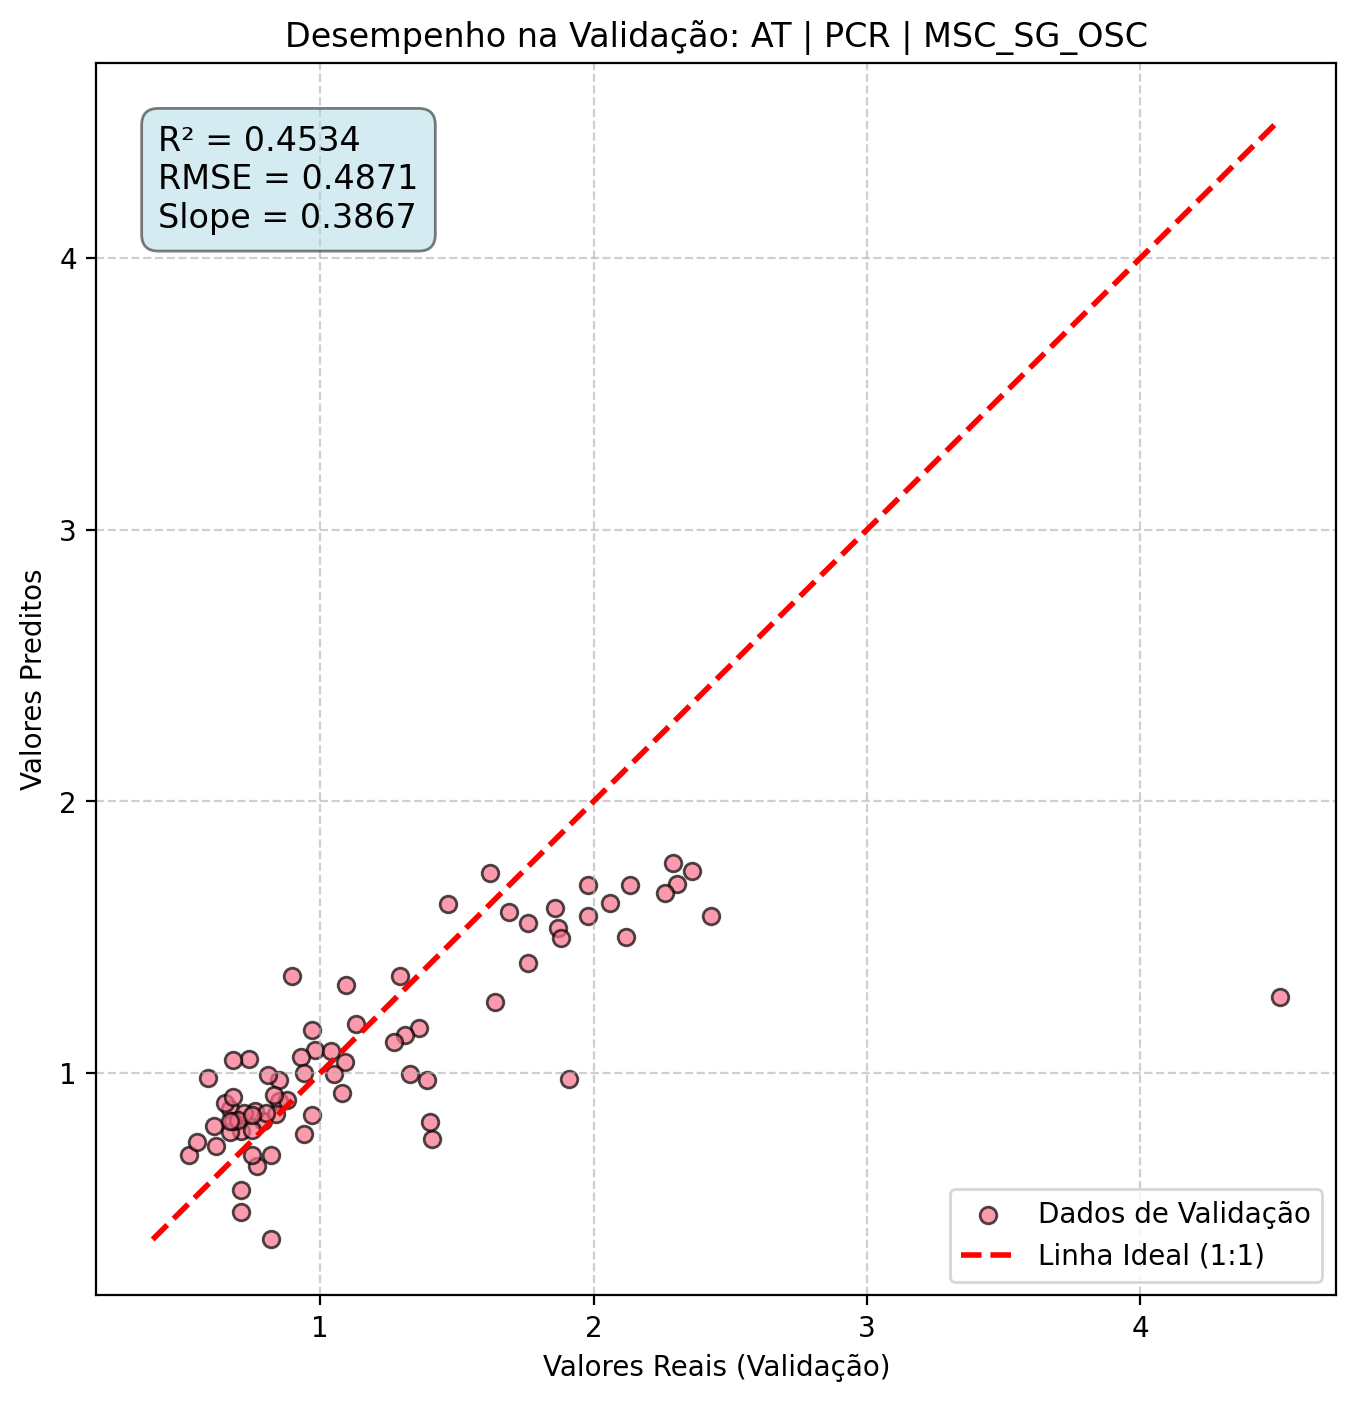 Desempenho na Validação: AT | PCR | MSC_SG_OSC
R² = 0.4534
RMSE = 0.4871
Slope = 0.3867
4
3
2
1
Valores Preditos
Dados de Validação
Linha Ideal (1:1)
1 2 3 4
Valores Reais (Validação)